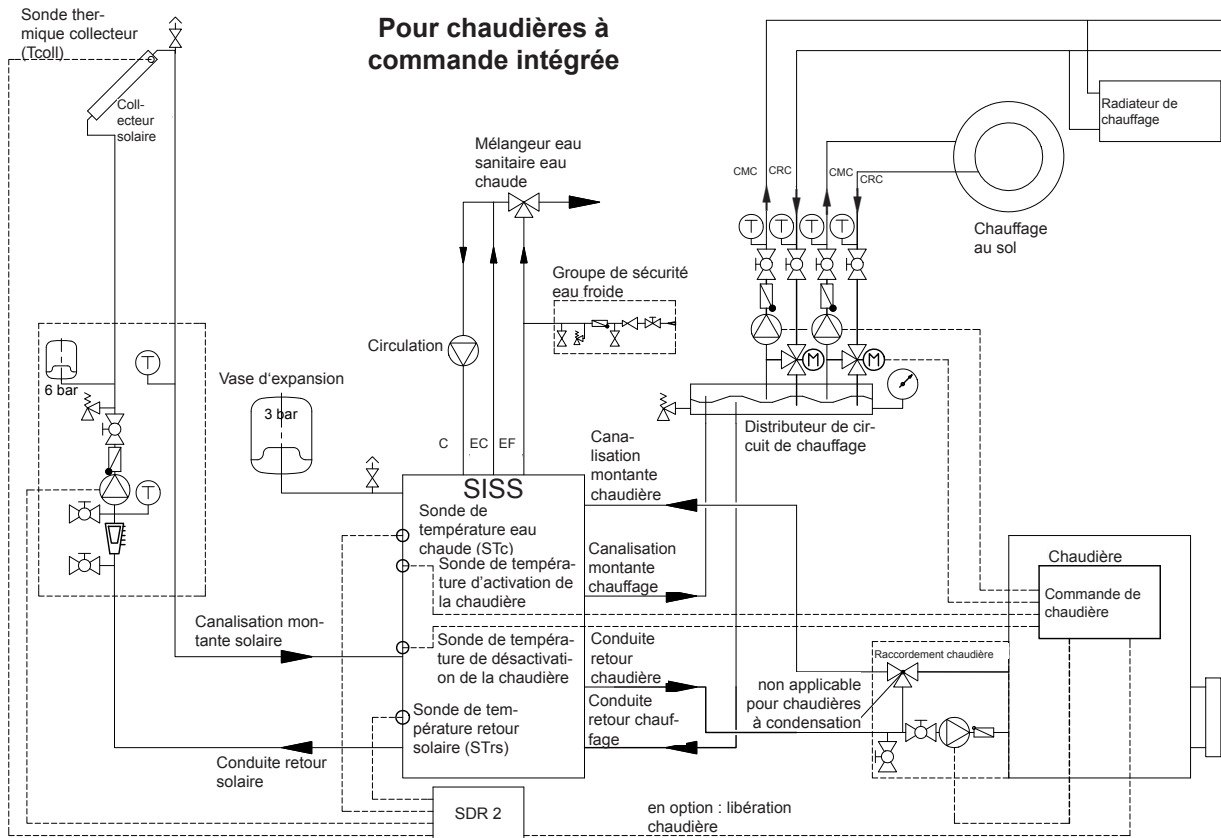 Sonde ther-
mique collecteur
(Tcoll)
Pour chaudières à
commande intégrée
Coll-
ecteur
solaire
Radiateur de
chauffage
Mélangeur eau
sanitaire eau
chaude
CMC
CRC
CMC
CRC
T
T
T
T
Chauffage
au sol
Groupe de sécurité
eau froide
Circulation
6 bar
T
M
M
Vase d‘expansion
3 bar
Distributeur de cir-
cuit de chauffage
C
EC
EF
Cana-
lisation
montante
chaudière
T
SISS
Sonde de
température eau
chaude (STc)
Canalisation
montante
chauffage
Sonde de tempéra-
ture d’activation de
la chaudière
Chaudière
Commande de
chaudière
Canalisation mon-
tante solaire
Sonde de tempéra-
ture de désactivati-
on de la chaudière
Conduite
retour
chaudière
Raccordement chaudière
non applicable
pour chaudières
à condensation
Sonde de tem-
pérature retour
solaire (STrs)
Conduite
retour chauf-
fage
Conduite retour
solaire
SDR 2
en option : libération
chaudière